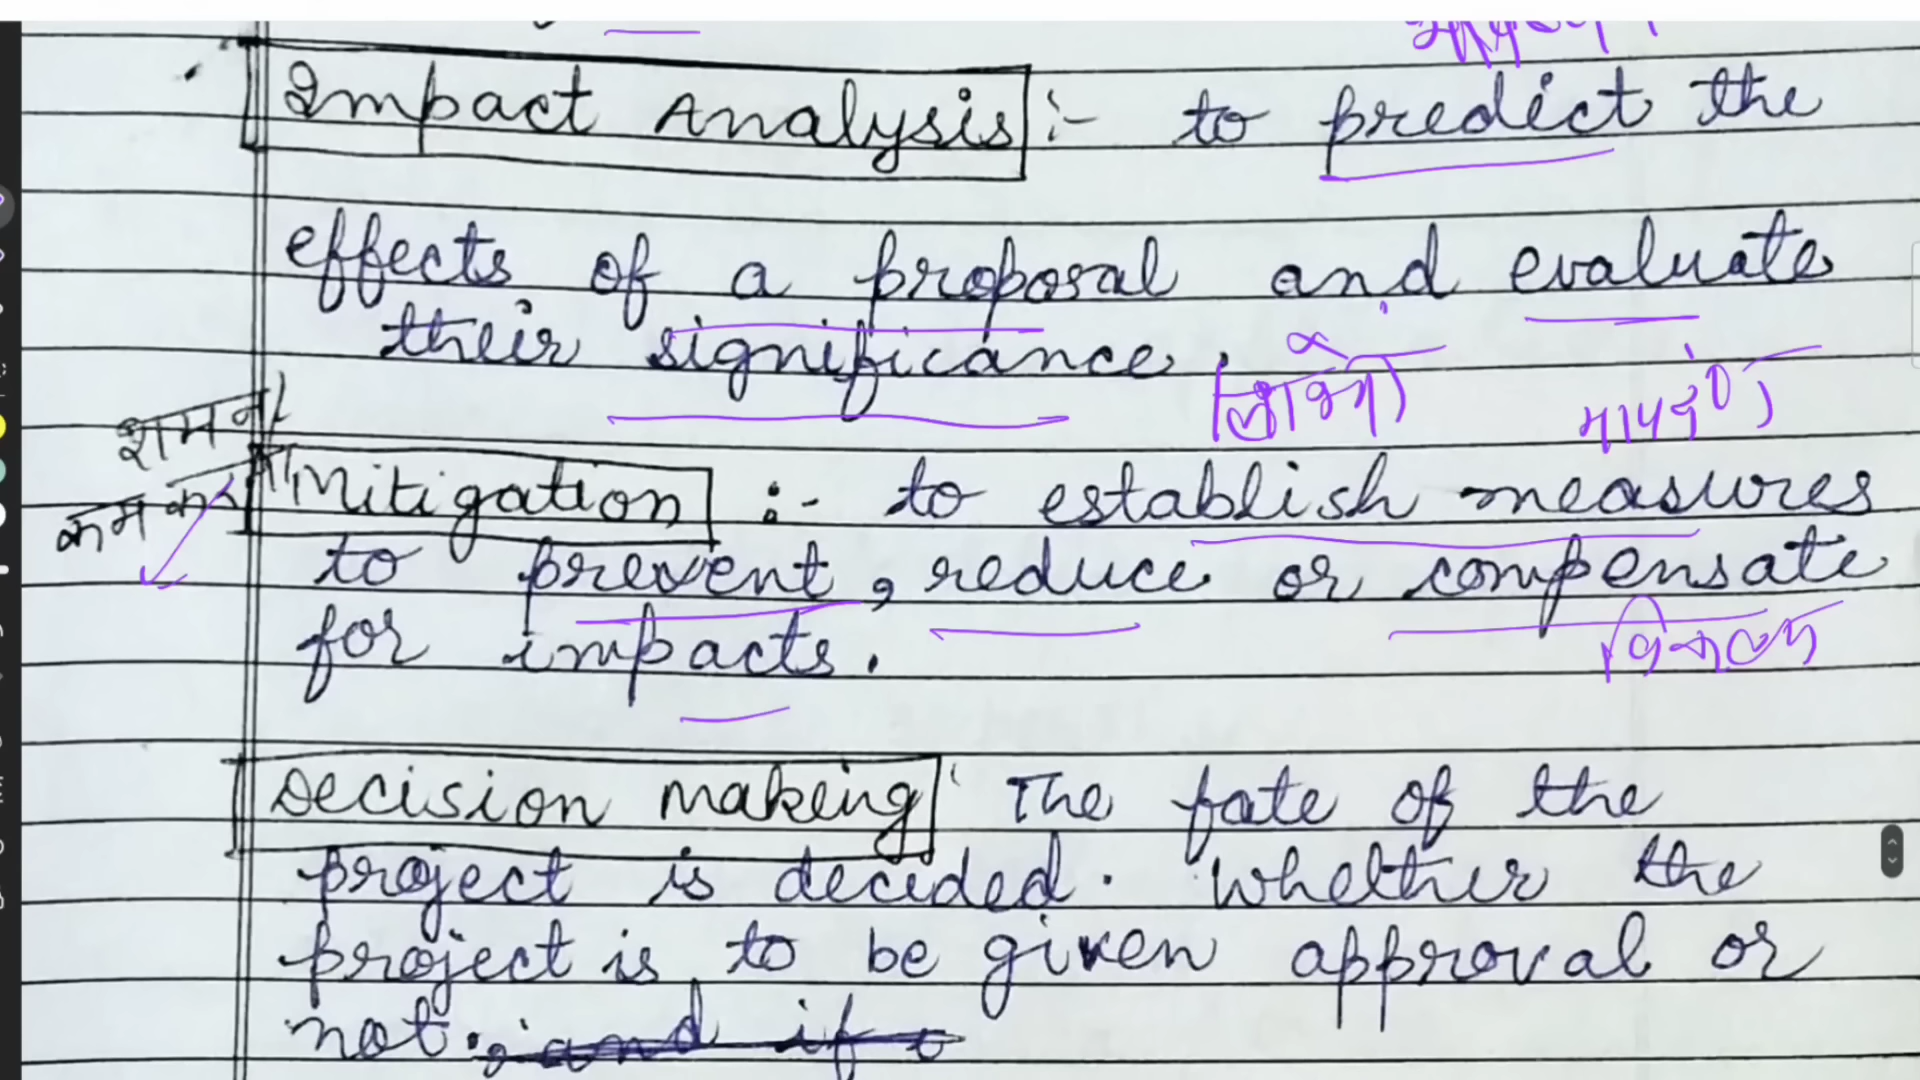 Impact Analysis :- to predict the
effects of a proposal and evaluate
their significance.
शमन
कम
Mitigation :- to establish measures
to prevent, reduce or compensate
for impacts.
Decision making : The fate of the
project is decided. Whether the
project is to be given approval or
not. and if